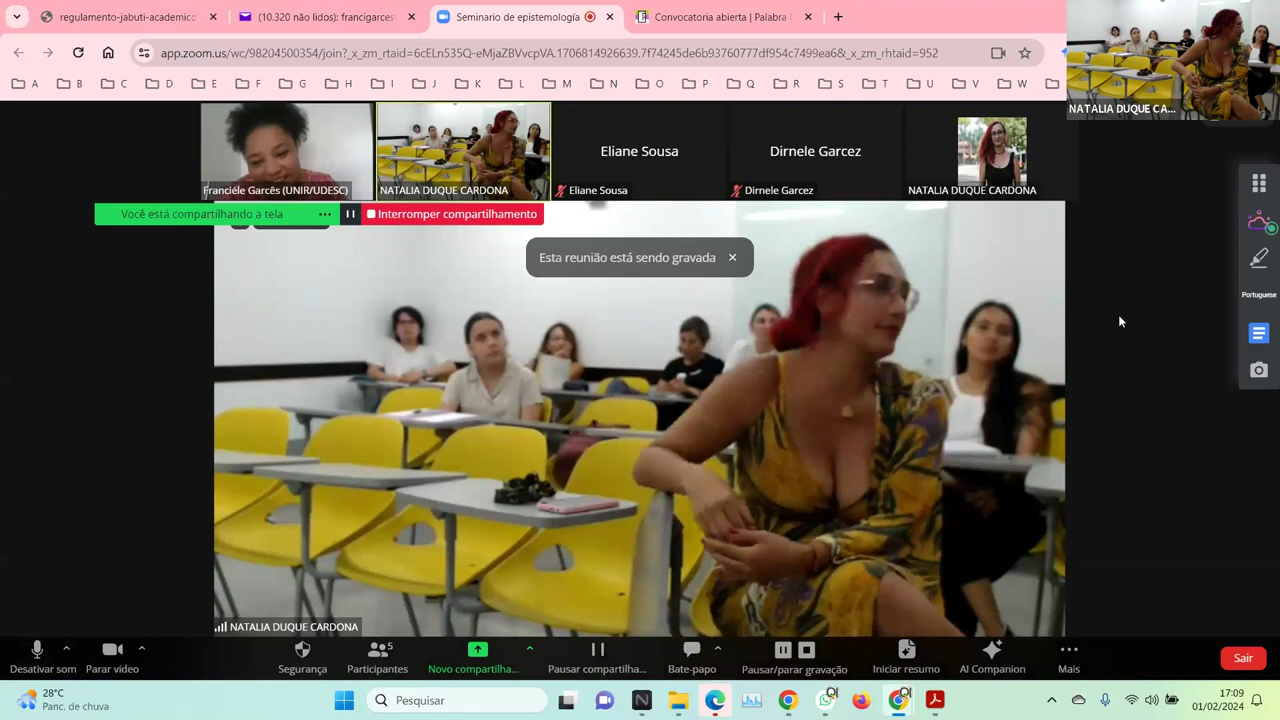 regulamento-jabuti-academico
(10.320 não lidos): francigarces
Seminario de epistemología
Convocatoria abierta | Palabra
app.zoom.us/wc/98204500354/join?_x_zm_rtaid=scEUn535Q-eMjaZBVvcpVA.1706814926639.7f74245de6b93760777df954c7499ea6&_x_zm_rhtaid=952
A B C D E F G H I K L M N O P Q R S T U V W
NATALIA DUQUE CA...
Eliane Sousa
Dirnele Garcez
Franciéle Garcês (UNIR/UDESC)
NATALIA DUQUE CARDONA
Eliane Sousa
Dirnele Garcez
NATALIA DUQUE CARDONA
Você está compartilhando a tela
Interromper compartilhamento
Esta reunião está sendo gravada
Portuguese
NATALIA DUQUE CARDONA
5
Desativar som
Parar vídeo
Segurança
Participantes
Novo compartilha...
Pausar compartilha...
Bate-papo
Pausar/parar gravação
Iniciar resumo
AI Companion
Mais
Sair
28°C
Panc. de chuva
Pesquisar
17:09
01/02/2024